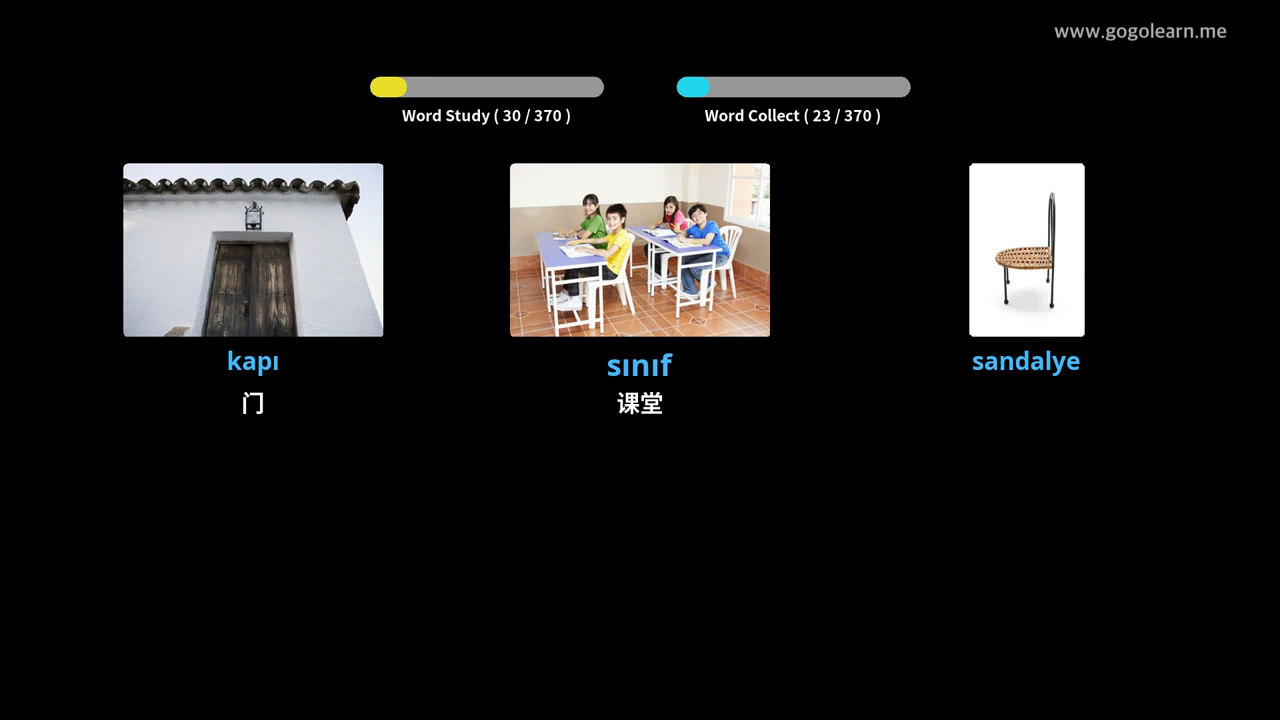 www.gogolearn.me
Word Study ( 30 / 370 )
Word Collect ( 23 / 370 )
kapı
sınıf
sandalye
门
课堂